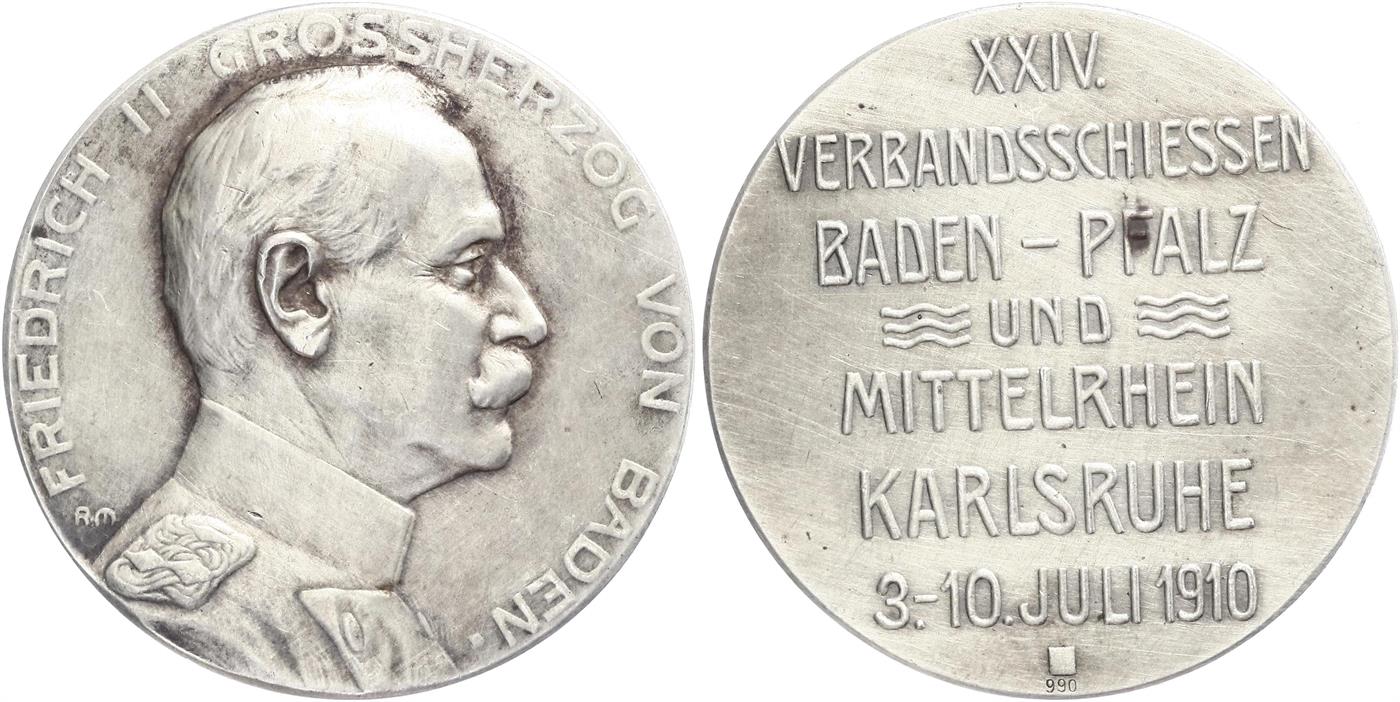 FRIEDRICH II GROSSHERZOG VON BADEN.
R.M
XXIV.
VERBANDSSCHIESSEN
BADEN - PFALZ
UND
MITTELRHEIN
KARLSRUHE
3.-10. JULI 1910
990